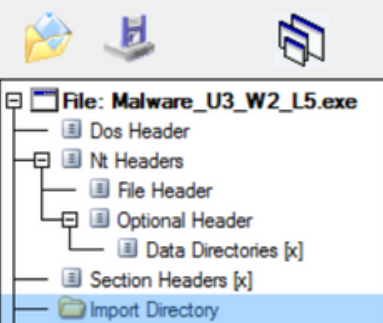 File: Malware_U3_W2_L5.exe
Dos Header
Nt Headers
File Header
Optional Header
Data Directories [x]
Section Headers [x]
Import Directory